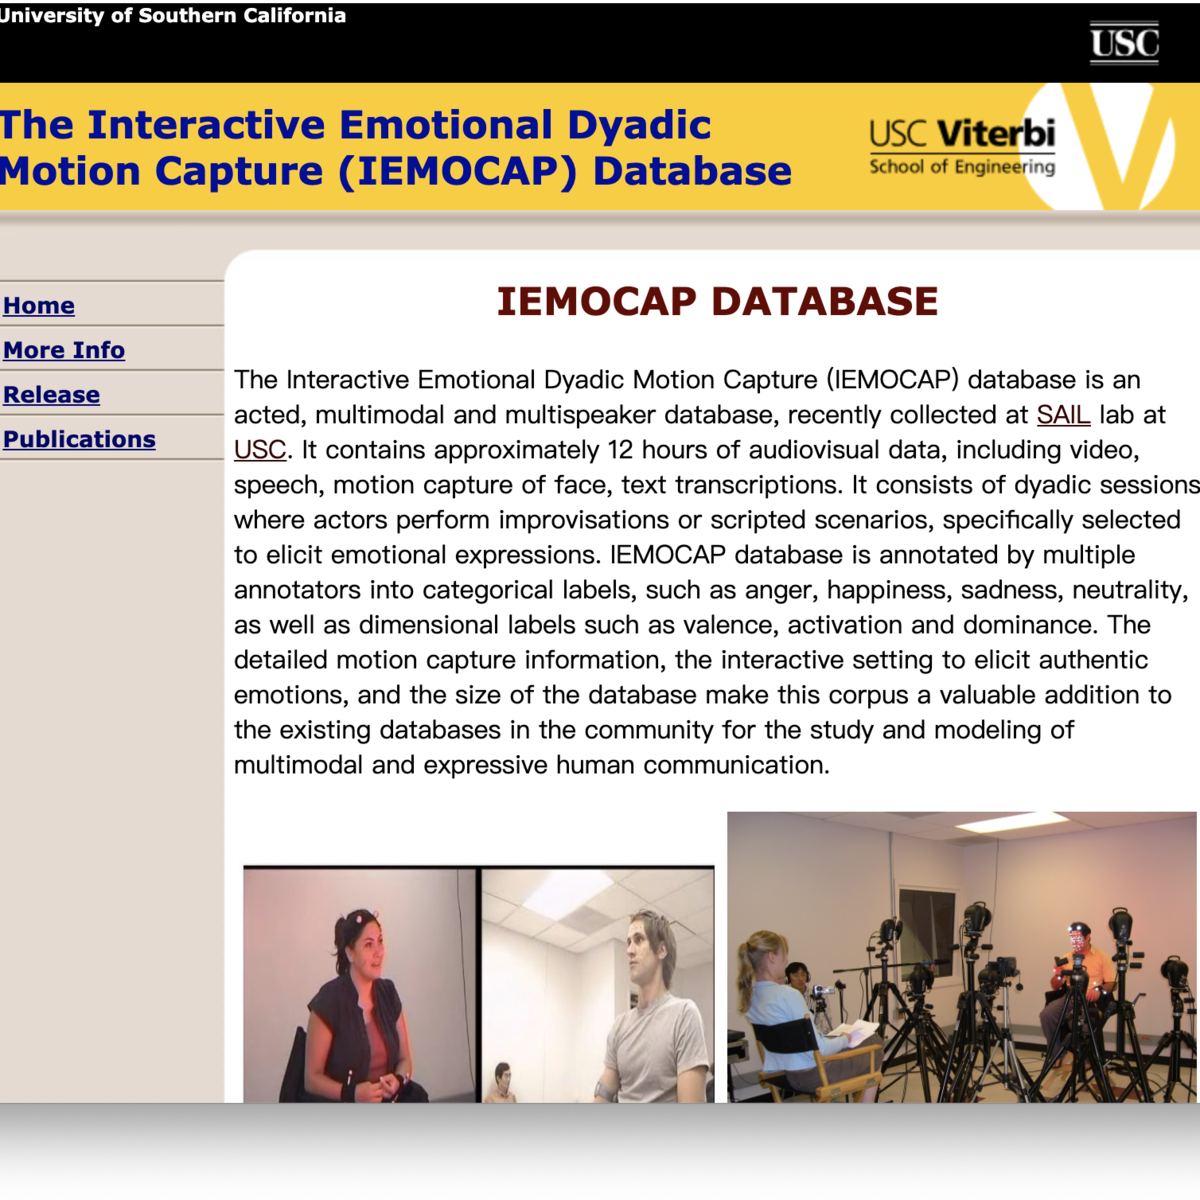 University of Southern California
USC
The Interactive Emotional Dyadic
Motion Capture (IEMOCAP) Database
USC Viterbi
School of Engineering
Home
More Info
Release
Publications
IEMOCAP DATABASE
The Interactive Emotional Dyadic Motion Capture (IEMOCAP) database is an
acted, multimodal and multispeaker database, recently collected at SAIL lab at
USC. It contains approximately 12 hours of audiovisual data, including video,
speech, motion capture of face, text transcriptions. It consists of dyadic sessions
where actors perform improvisations or scripted scenarios, specifically selected
to elicit emotional expressions. IEMOCAP database is annotated by multiple
annotators into categorical labels, such as anger, happiness, sadness, neutrality,
as well as dimensional labels such as valence, activation and dominance. The
detailed motion capture information, the interactive setting to elicit authentic
emotions, and the size of the database make this corpus a valuable addition to
the existing databases in the community for the study and modeling of
multimodal and expressive human communication.